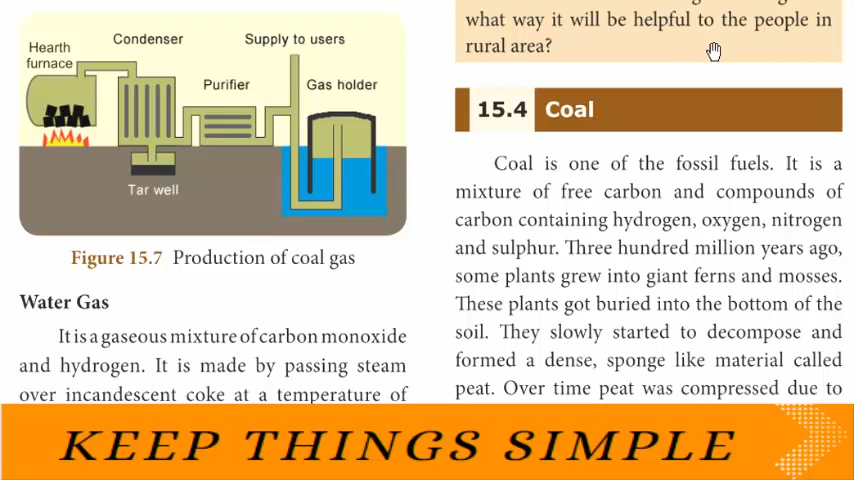 Hearth
furnace
Condenser
Supply to users
Purifier
Gas holder
Tar well
Figure 15.7 Production of coal gas
Water Gas
It is a gaseous mixture of carbon monoxide
and hydrogen. It is made by passing steam
over incandescent coke at a temperature of
what way it will be helpful to the people in
rural area?
15.4 Coal
Coal is one of the fossil fuels. It is a
mixture of free carbon and compounds of
carbon containing hydrogen, oxygen, nitrogen
and sulphur. Three hundred million years ago,
some plants grew into giant ferns and mosses.
These plants got buried into the bottom of the
soil. They slowly started to decompose and
formed a dense, sponge like material called
peat. Over time peat was compressed due to
KEEP THINGS SIMPLE